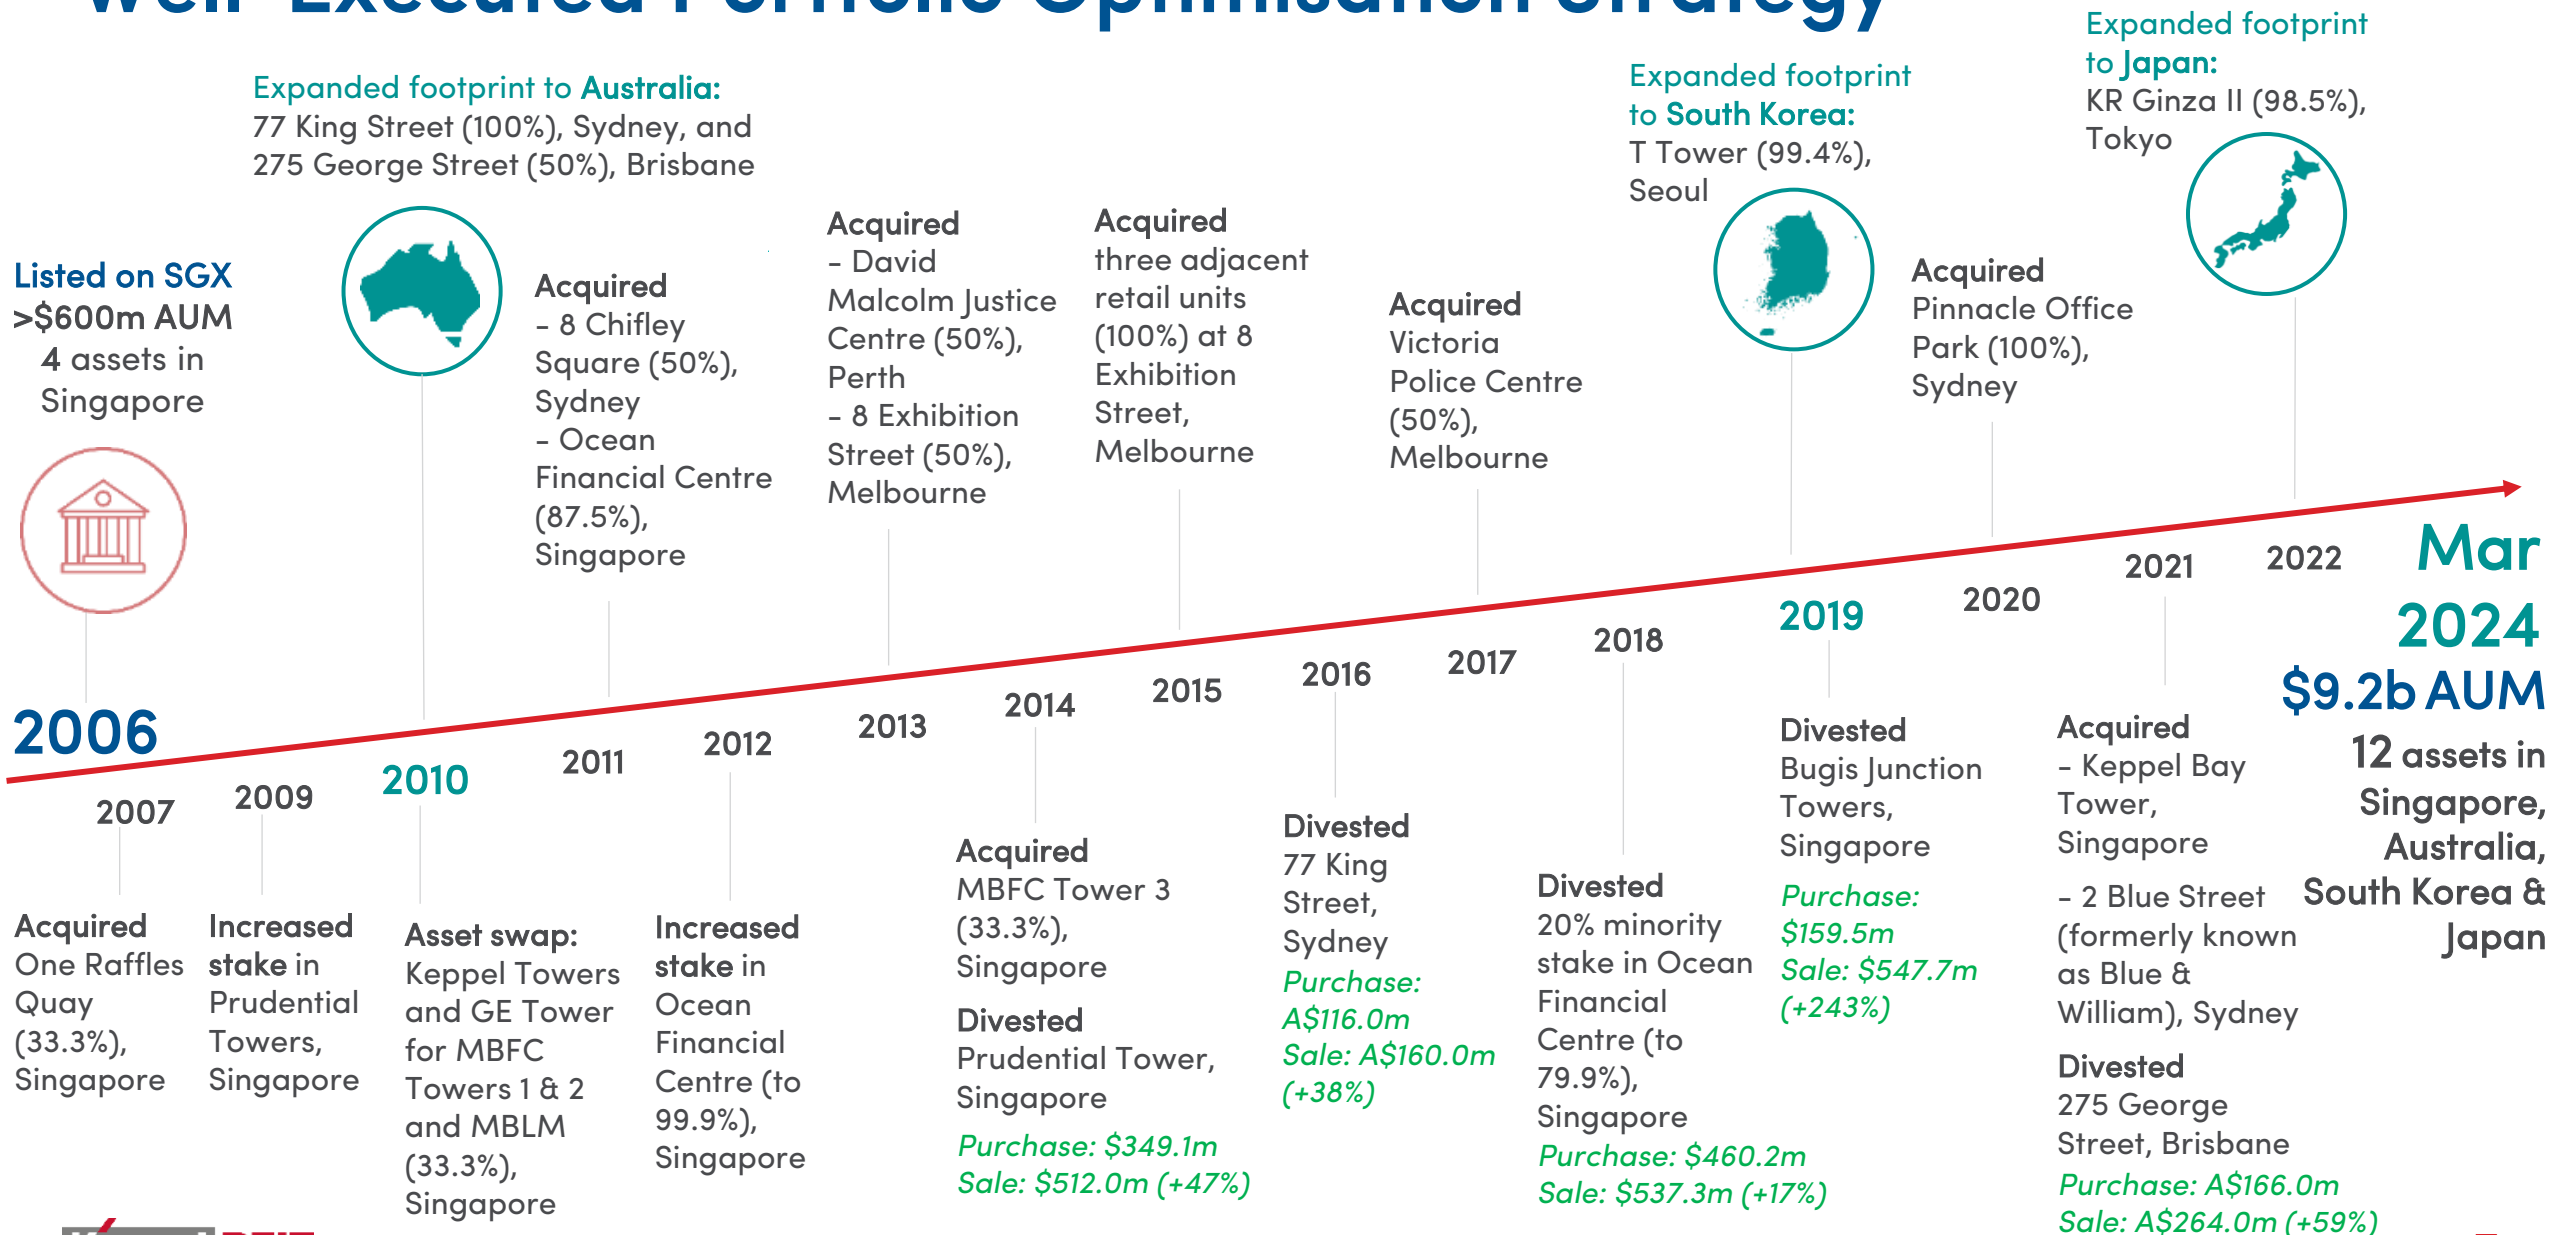 Well-Executed Portfolio Optimisation Strategy
Listed on SGX
>$600m AUM
4 assets in
Singapore
2006
Expanded footprint to Australia:
77 King Street (100%), Sydney, and
275 George Street (50%), Brisbane
Acquired
- 8 Chifley
Square (50%),
Sydney
- Ocean
Financial Centre
(87.5%),
Singapore
Acquired
- David
Malcolm Justice
Centre (50%),
Perth
- 8 Exhibition
Street (50%),
Melbourne
Acquired
three adjacent
retail units
(100%) at 8
Exhibition
Street,
Melbourne
Acquired
Victoria
Police Centre
(50%),
Melbourne
Expanded footprint
to South Korea:
T Tower (99.4%),
Seoul
Acquired
Pinnacle Office
Park (100%),
Sydney
Expanded footprint
to Japan:
KR Ginza II (98.5%),
Tokyo
2007
2009
2010
2011
2012
2013
2014
2015
2016
2017
2018
2019
2020
2021
2022
Mar
2024
$9.2b AUM
12 assets in
Singapore,
Australia,
South Korea &
Japan
Acquired
One Raffles
Quay
(33.3%),
Singapore
Increased
stake in
Prudential
Towers,
Singapore
Asset swap:
Keppel Towers
and GE Tower
for MBFC
Towers 1 & 2
and MBLM
(33.3%),
Singapore
Increased
stake in
Ocean
Financial
Centre (to
99.9%),
Singapore
Acquired
MBFC Tower 3
(33.3%),
Singapore
Divested
Prudential Tower,
Singapore
Purchase: $349.1m
Sale: $512.0m (+47%)
Divested
77 King
Street,
Sydney
Purchase:
A$116.0m
Sale: A$160.0m
(+38%)
Divested
20% minority
stake in Ocean
Financial
Centre (to
79.9%),
Singapore
Purchase: $460.2m
Sale: $537.3m (+17%)
Divested
Bugis Junction
Towers,
Singapore
Purchase:
$159.5m
Sale: $547.7m
(+243%)
Acquired
- Keppel Bay
Tower,
Singapore
- 2 Blue Street
(formerly known
as Blue &
William), Sydney
Divested
275 George
Street, Brisbane
Purchase: A$166.0m
Sale: A$264.0m (+59%)